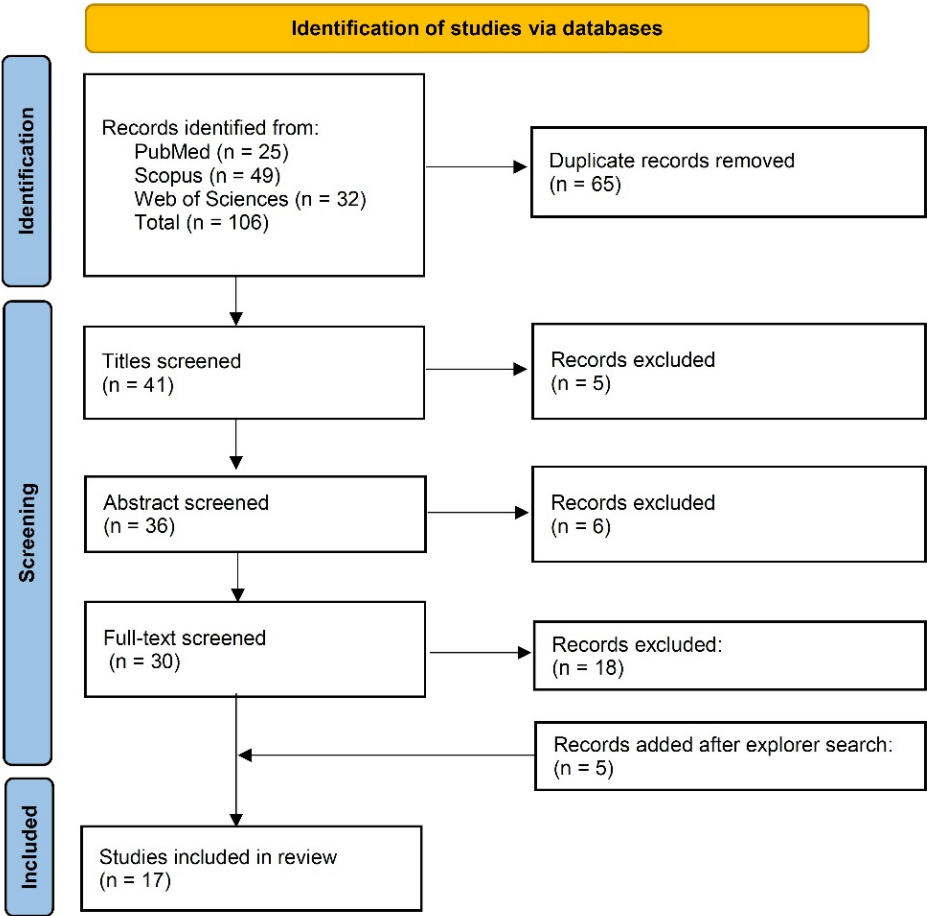 Identification of studies via databases
Identification
Records identified from:
PubMed (n = 25)
Scopus (n = 49)
Web of Sciences (n = 32)
Total (n = 106)
Duplicate records removed
(n = 65)
Screening
Titles screened
(n = 41)
Records excluded
(n = 5)
Abstract screened
(n = 36)
Records excluded
(n = 6)
Full-text screened
(n = 30)
Records excluded:
(n = 18)
Records added after explorer search:
(n = 5)
Included
Studies included in review
(n = 17)